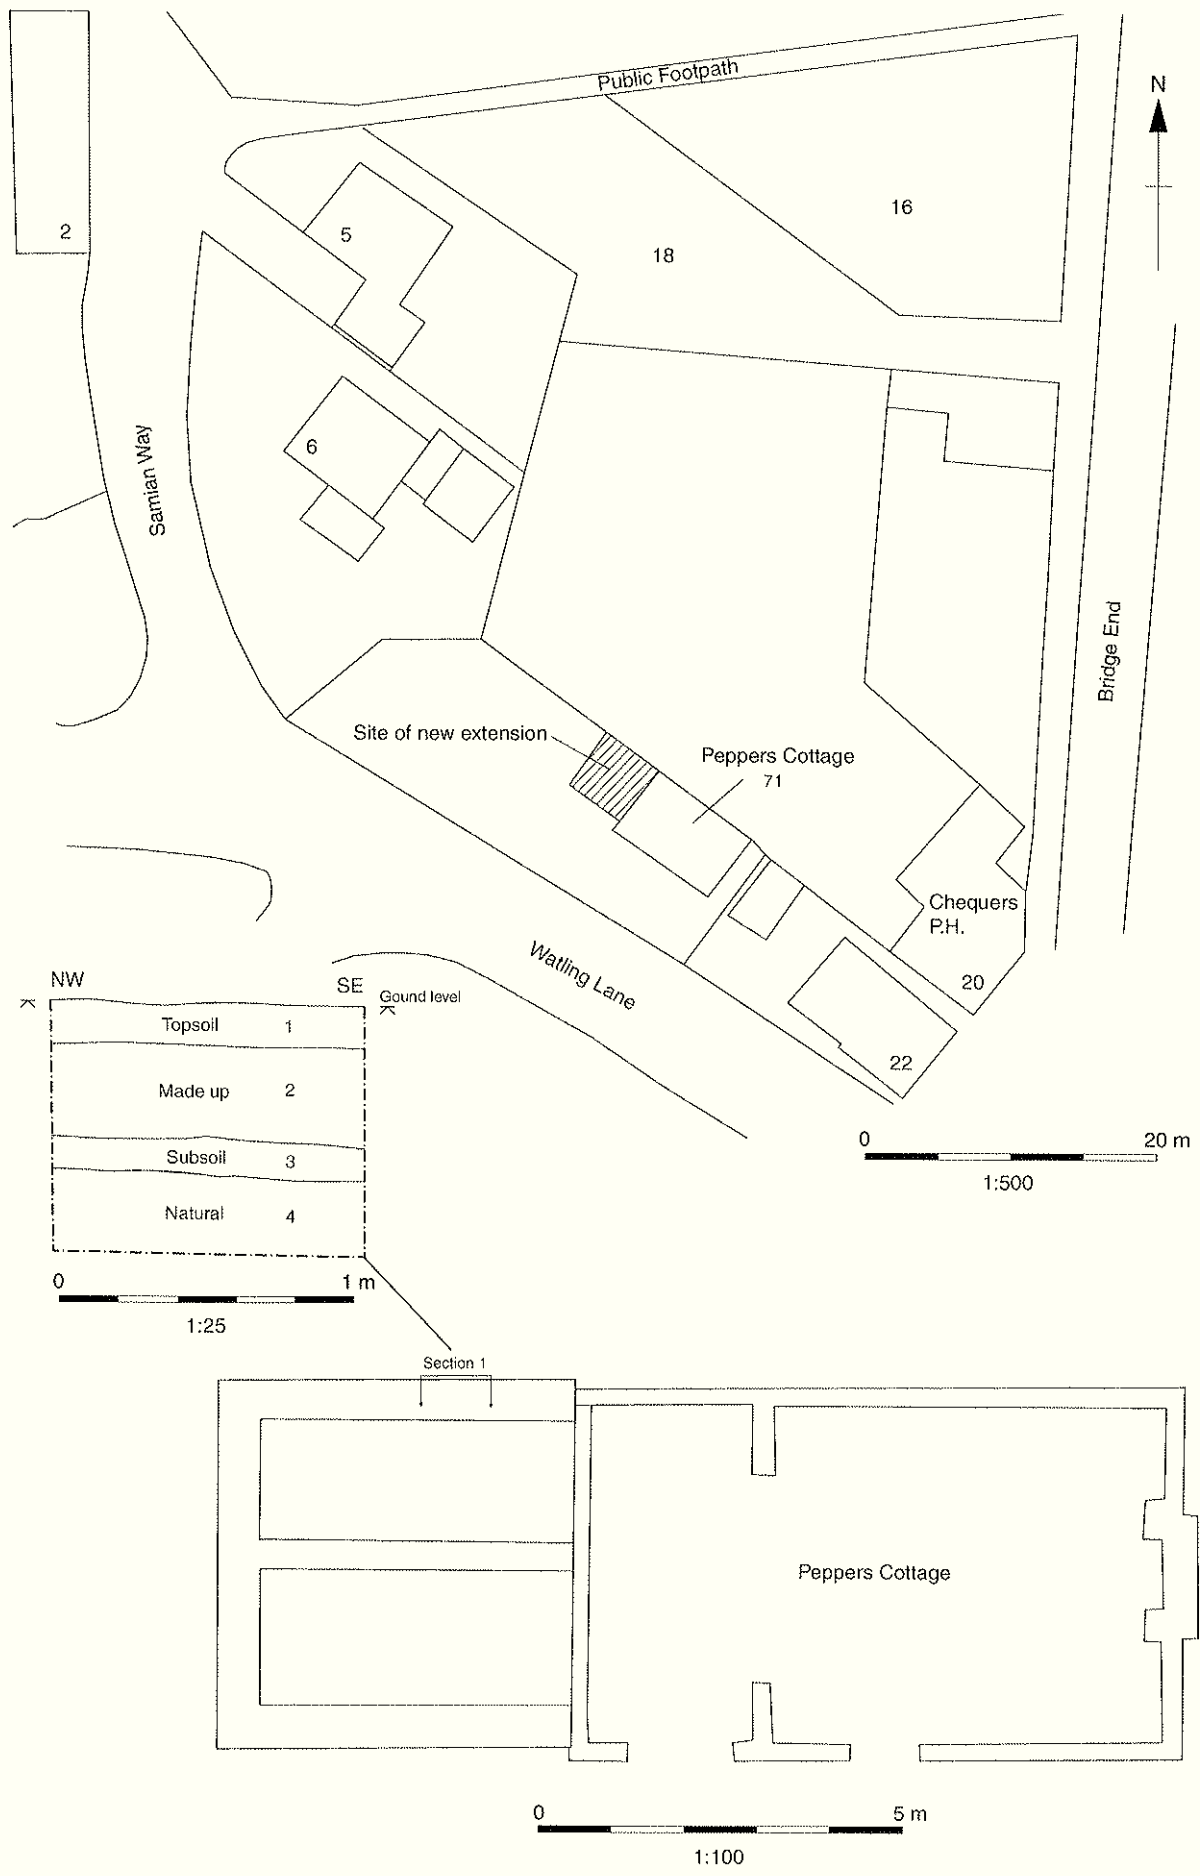 Public Footpath
N
2
5
16
18
6
Samian Way
Bridge End
Site of new extension
Peppers Cottage
71
Chequers
P.H.
20
Watling Lane
22
NW
SE
Gound level
Topsoil 1
Made up 2
Subsoil 3
Natural 4
0 20 m
1:500
0 1 m
1:25
Section 1
Peppers Cottage
0 5 m
1:100